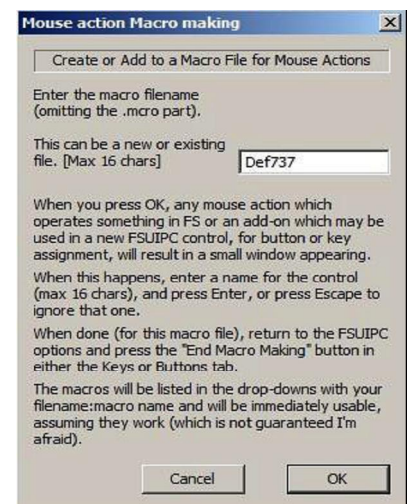 Mouse action Macro making
Create or Add to a Macro File for Mouse Actions
Enter the macro filename
(omitting the .mcro part).
This can be a new or existing
file. [Max 16 chars]
Def737
When you press OK, any mouse action which
operates something in FS or an add-on which may be
used in a new FSUIPC control, for button or key
assignment, will result in a small window appearing.
When this happens, enter a name for the control
(max 16 chars), and press Enter, or press Escape to
ignore that one.
When done (for this macro file), return to the FSUIPC
options and press the "End Macro Making" button in
either the Keys or Buttons tab.
The macros will be listed in the drop-downs with your
filename:macro name and will be immediately usable,
assuming they work (which is not guaranteed I'm
afraid).
Cancel
OK